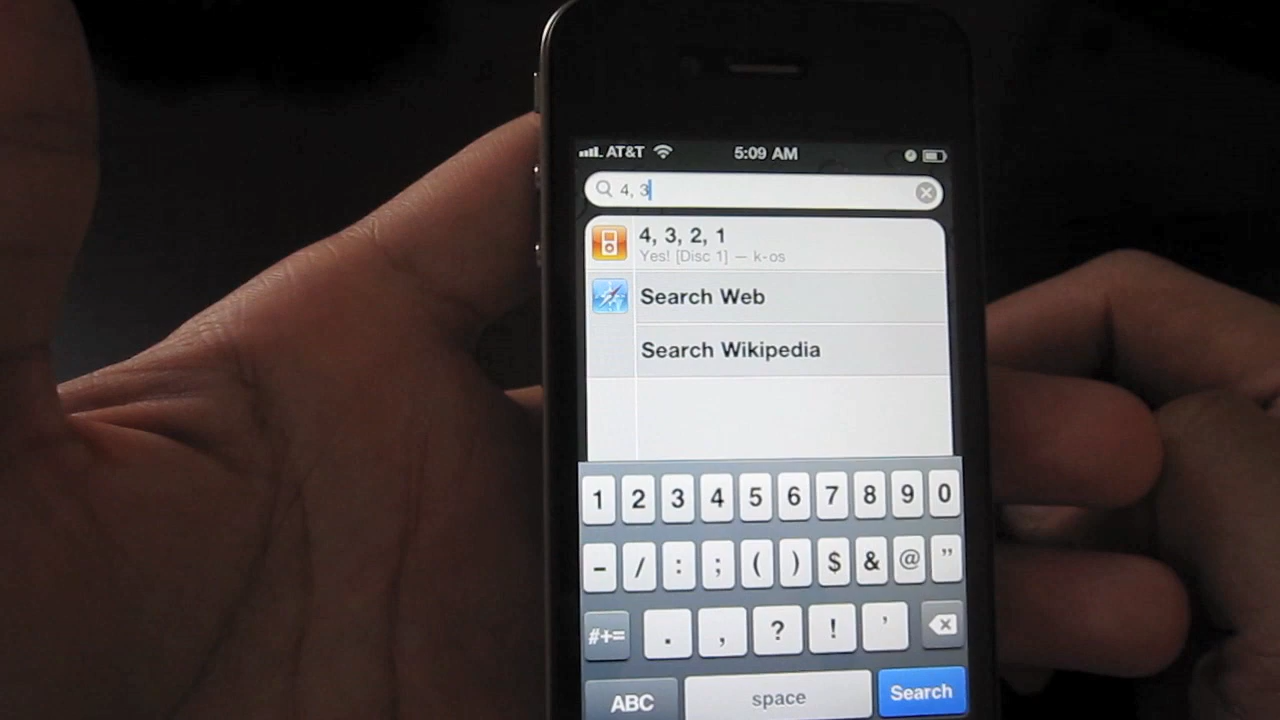 AT&T 5:09 AM
4, 3
4, 3, 2, 1
Yes! [Disc 1] — k-os
Search Web
Search Wikipedia
1 2 3 4 5 6 7 8 9 0
- / : ; ( ) $ & @ "
#+= . , ? ! '
ABC space Search